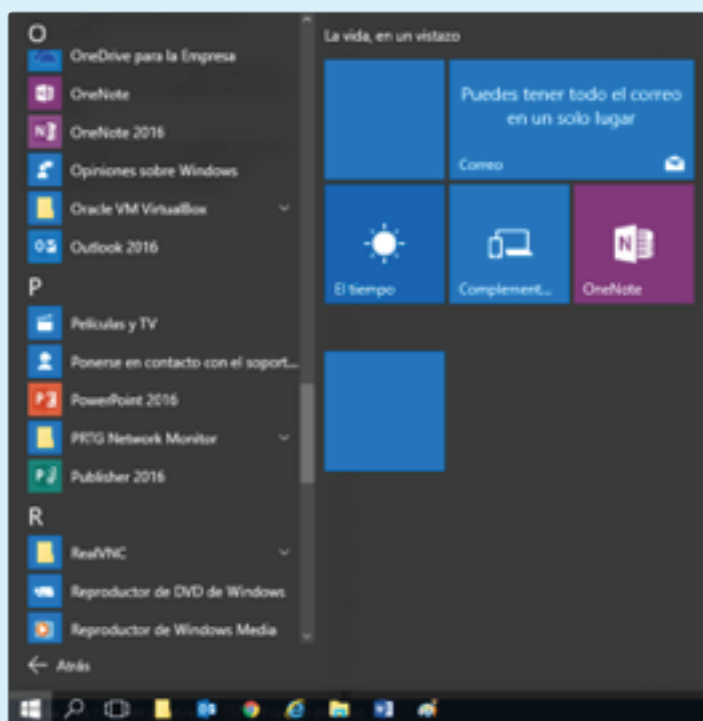 O
OneDrive para la Empresa
OneNote
OneNote 2016
Opiniones sobre Windows
Oracle VM VirtualBox
Outlook 2016
P
Películas y TV
Ponerse en contacto con el soport...
PowerPoint 2016
PRTG Network Monitor
Publisher 2016
R
RealVNC
Reproductor de DVD de Windows
Reproductor de Windows Media
Atrás
La vida, en un vistazo
Puedes tener todo el correo
en un solo lugar
Correo
El tiempo
Complement...
OneNote